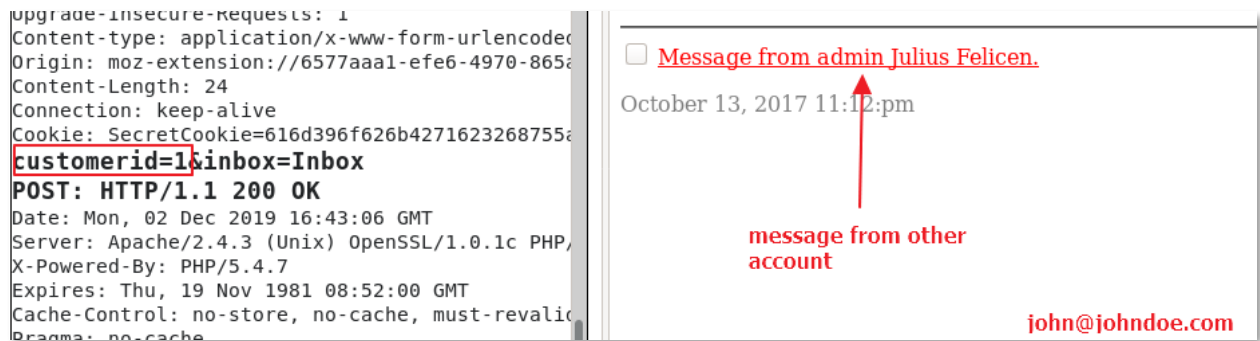 Upgrade-Insecure-Requests: 1
Content-type: application/x-www-form-urlencoded
Origin: moz-extension://6577aaa1-efe6-4970-865a
Content-Length: 24
Connection: keep-alive
Cookie: SecretCookie=616d396f626b4271623268755a
customerid=1&inbox=Inbox
POST: HTTP/1.1 200 OK
Date: Mon, 02 Dec 2019 16:43:06 GMT
Server: Apache/2.4.3 (Unix) OpenSSL/1.0.1c PHP/
X-Powered-By: PHP/5.4.7
Expires: Thu, 19 Nov 1981 08:52:00 GMT
Cache-Control: no-store, no-cache, must-revalid
Pragma: no-cache
Message from admin Julius Felicen.
October 13, 2017 11:12:pm
message from other
account
john@johndoe.com